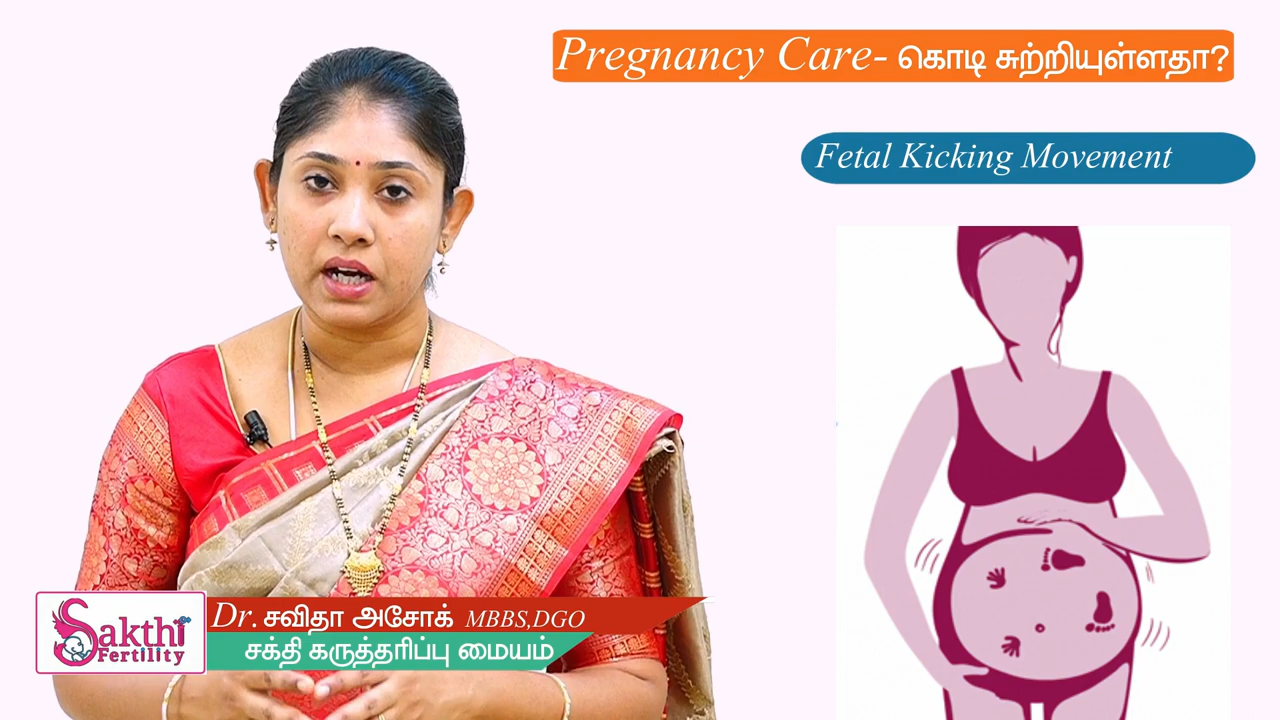 Pregnancy Care- கொடி சுற்றியுள்ளதா?
Fetal Kicking Movement
Sakthi
Fertility
Dr. சவிதா அசோக் MBBS,DGO
சக்தி கருத்தரிப்பு மையம்